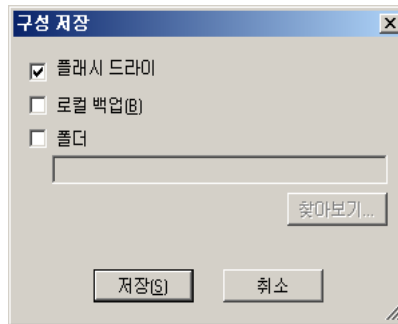 구성 저장
플래시 드라이
로컬 백업(B)
폴더
찾아보기...
저장(S)
취소